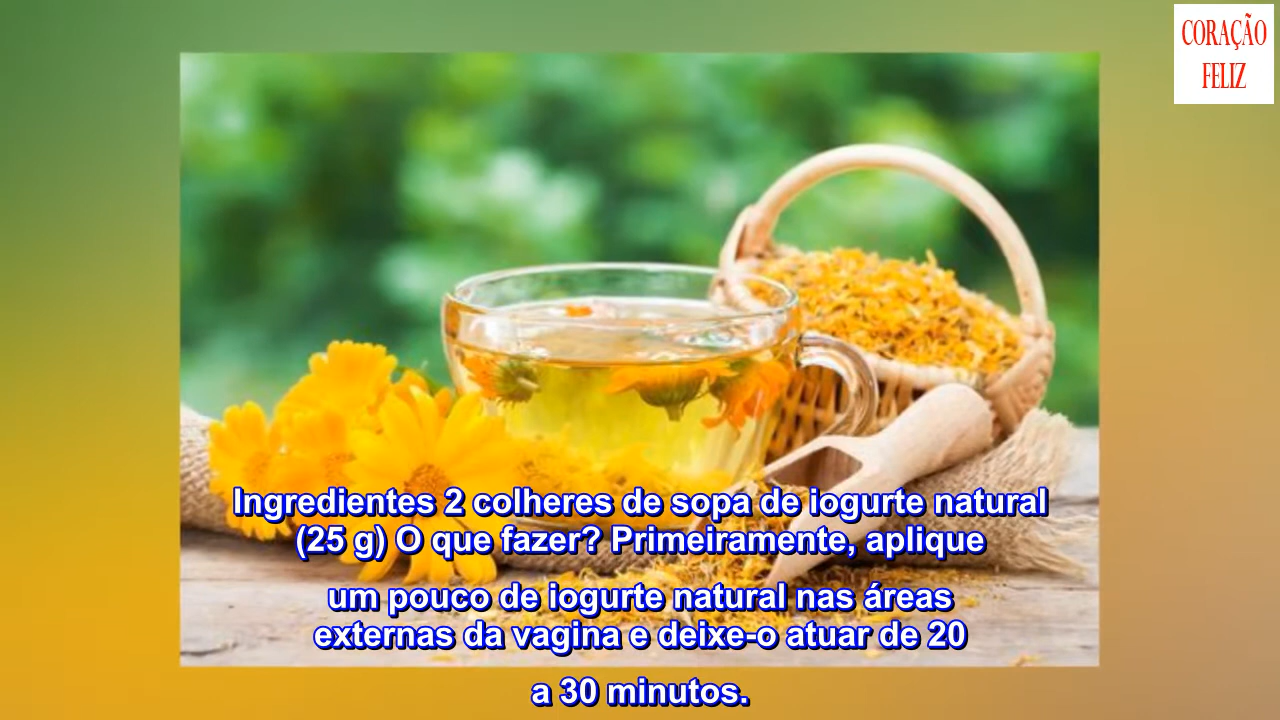 CORAÇÃO
FELIZ
Ingredientes 2 colheres de sopa de iogurte natural
(25 g) O que fazer? Primeiramente, aplique
um pouco de iogurte natural nas áreas
externas da vagina e deixe-o atuar de 20
a 30 minutos.